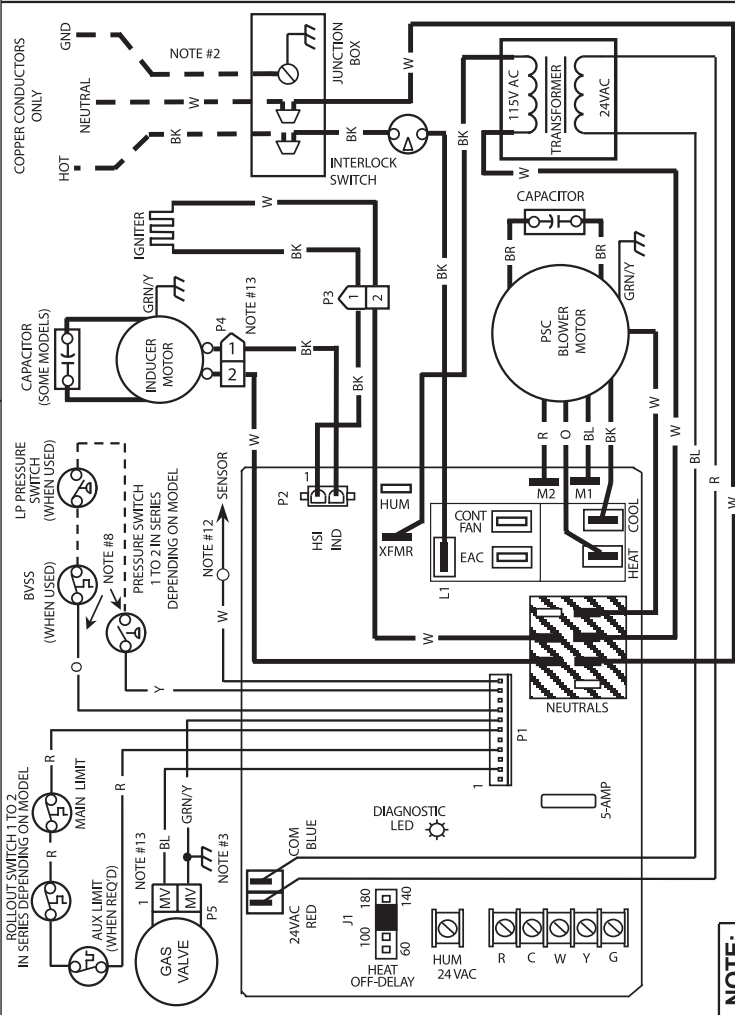 COPPER CONDUCTORS
ONLY
GND
NEUTRAL
HOT
NOTE #2
W
BK
JUNCTION
BOX
BK
INTERLOCK
SWITCH
W
BK
115V AC
TRANSFORMER
24VAC
W
IGNITER
W
BK
CAPACITOR
(SOME MODELS)
GRN/Y
INDUCER
MOTOR
P4
1
2
NOTE #13
BK
P3
1
2
BK
BK
W
CAPACITOR
BR
BR
GRN/Y
PSC
BLOWER
MOTOR
R
O
BL
BK
W
W
BL
R
W
LP PRESSURE
SWITCH
(WHEN USED)
BVSS
(WHEN USED)
NOTE #8
PRESSURE SWITCH
1 TO 2 IN SERIES
DEPENDING ON MODEL
O
Y
NOTE #12
W
SENSOR
P2
1
HSI
IND
HUM
XFMR
CONT
FAN
EAC
L1
M2
M1
COOL
HEAT
W
W
NEUTRALS
ROLLOUT SWITCH 1 TO 2
IN SERIES DEPENDING ON MODEL
R
MAIN LIMIT
R
R
AUX LIMIT
(WHEN REQ'D)
NOTE #13
1
MV
MV
P5
BL
GRN/Y
NOTE #3
GAS
VALVE
P1
1
DIAGNOSTIC
LED
5-AMP
COM
BLUE
24VAC
RED
J1
100
180
60
140
HEAT
OFF-DELAY
HUM
24 VAC
R
C
W
Y
G
NOTE: